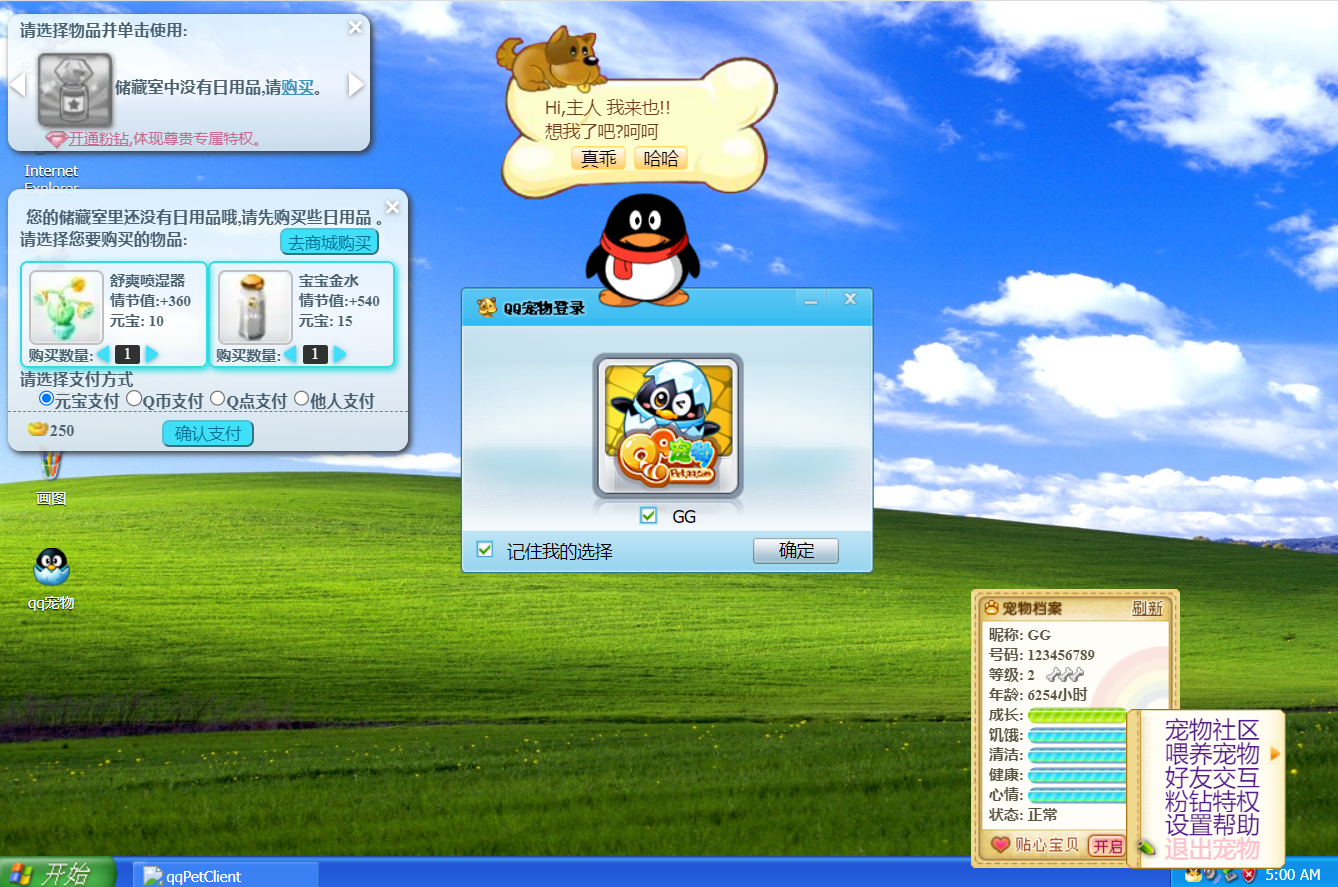 请选择物品并单击使用:
储藏室中没有日用品,请购买。
开通粉钻,体现尊贵专属特权。
Internet
Explorer
您的储藏室里还没有日用品哦,请先购买些日用品 。
请选择您要购买的物品:
去商城购买
舒爽喷湿器
情节值:+360
元宝: 10
购买数量: 1
宝宝金水
情节值:+540
元宝: 15
购买数量: 1
请选择支付方式
元宝支付 Q币支付 Q点支付 他人支付
250
确认支付
画图
qq宠物
Hi,主人 我来也!!
想我了吧?呵呵
真乖 哈哈
QQ宠物登录
QQ宠物
Pet.qq.com
GG
记住我的选择
确定
宠物档案 刷新
昵称: GG
号码: 123456789
等级: 2
年龄: 6254小时
成长:
饥饿:
清洁:
健康:
心情:
状态: 正常
贴心宝贝 开启
宠物社区
喂养宠物
好友交互
粉钻特权
设置帮助
退出宠物
开始
qqPetClient
5:00 AM